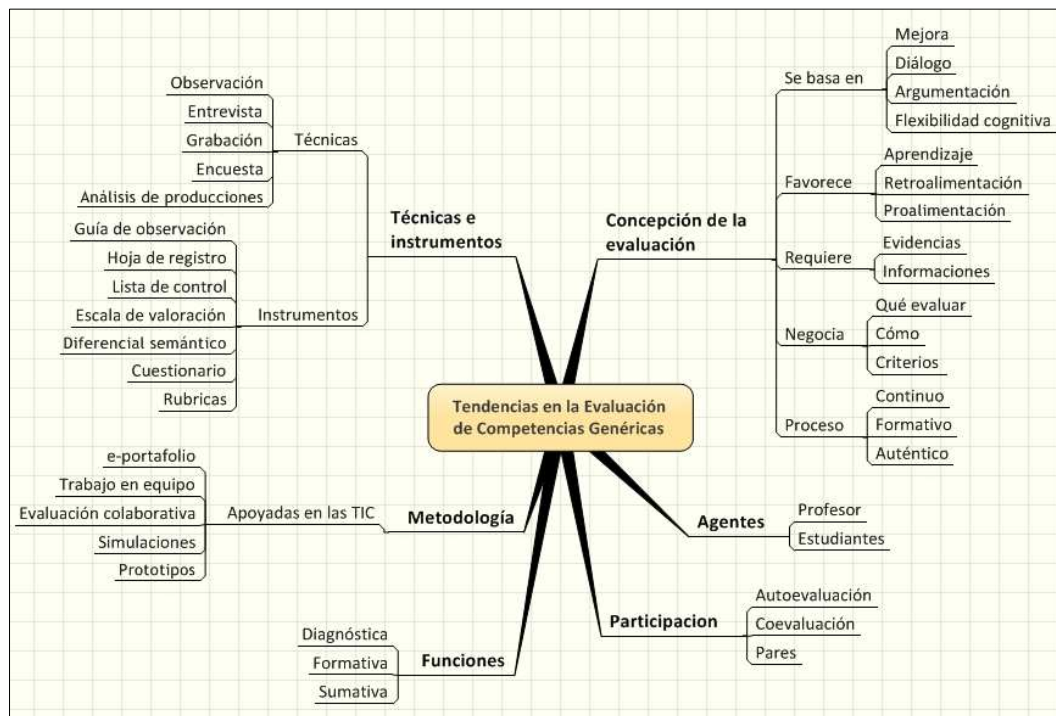 Tendencias en la Evaluación
de Competencias Genéricas
Concepción de la
evaluación
Se basa en
Mejora
Diálogo
Argumentación
Flexibilidad cognitiva
Favorece
Aprendizaje
Retroalimentación
Proalimentación
Requiere
Evidencias
Informaciones
Negocia
Qué evaluar
Cómo
Criterios
Proceso
Continuo
Formativo
Auténtico
Agentes
Profesor
Estudiantes
Participacion
Autoevaluación
Coevaluación
Pares
Técnicas e
instrumentos
Técnicas
Observación
Entrevista
Grabación
Encuesta
Análisis de producciones
Instrumentos
Guía de observación
Hoja de registro
Lista de control
Escala de valoración
Diferencial semántico
Cuestionario
Rubricas
Metodología
Apoyadas en las TIC
e-portafolio
Trabajo en equipo
Evaluación colaborativa
Simulaciones
Prototipos
Funciones
Diagnóstica
Formativa
Sumativa